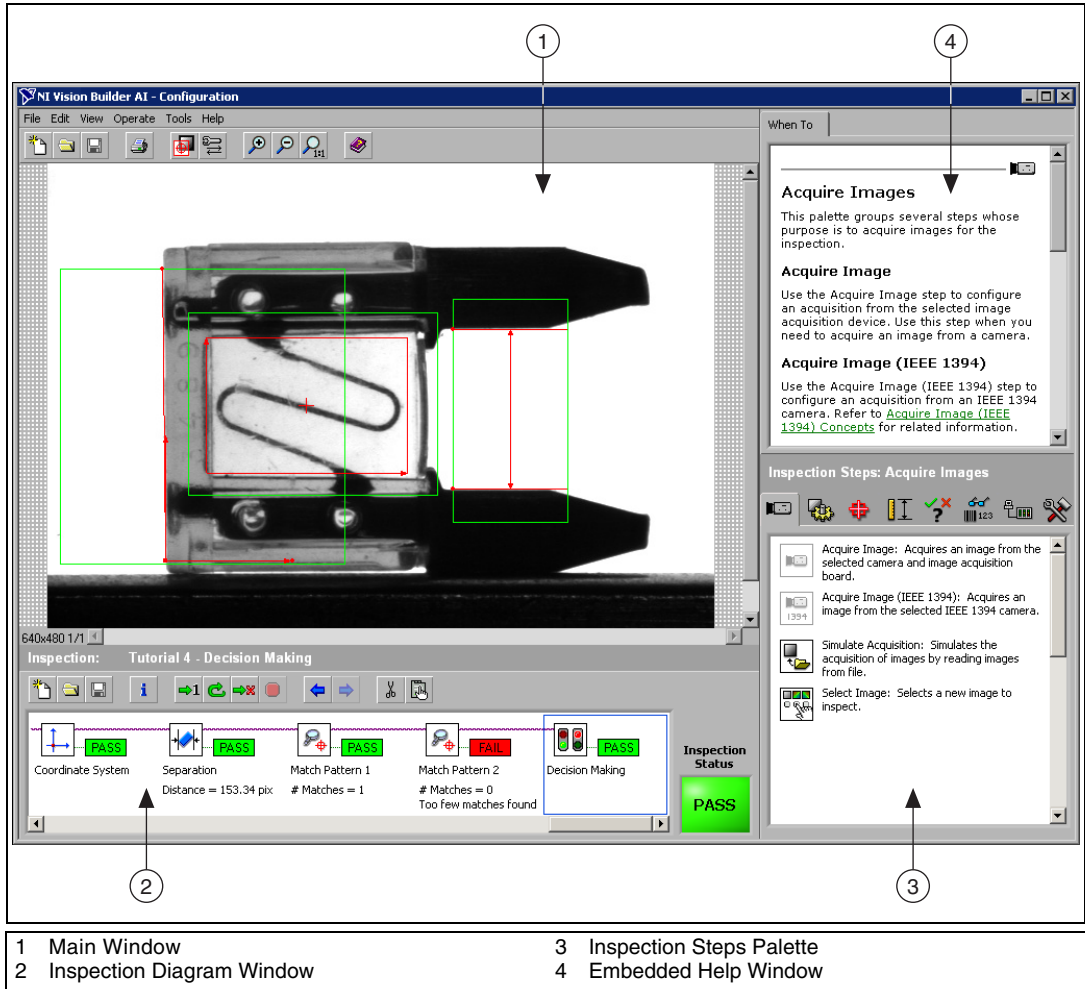 1
4
NI Vision Builder AI - Configuration
File Edit View Operate Tools Help
1:1
When To
Acquire Images
This palette groups several steps whose
purpose is to acquire images for the
inspection.
Acquire Image
Use the Acquire Image step to configure
an acquisition from the selected image
acquisition device. Use this step when you
need to acquire an image from a camera.
Acquire Image (IEEE 1394)
Use the Acquire Image (IEEE 1394) step to
configure an acquisition from an IEEE 1394
camera. Refer to Acquire Image (IEEE
1394) Concepts for related information.
640x480 1/1
Inspection: Tutorial 4 - Decision Making
1
PASS
Coordinate System
PASS
Separation
Distance = 153.34 pix
PASS
Match Pattern 1
# Matches = 1
FAIL
Match Pattern 2
# Matches = 0
Too few matches found
PASS
Decision Making
Inspection
Status
PASS
Inspection Steps: Acquire Images
123
Acquire Image: Acquires an image from the
selected camera and image acquisition
board.
1394
Acquire Image (IEEE 1394): Acquires an
image from the selected IEEE 1394 camera.
Simulate Acquisition: Simulates the
acquisition of images by reading images
from file.
Select Image: Selects a new image to
inspect.
2
3
1 Main Window
2 Inspection Diagram Window
3 Inspection Steps Palette
4 Embedded Help Window